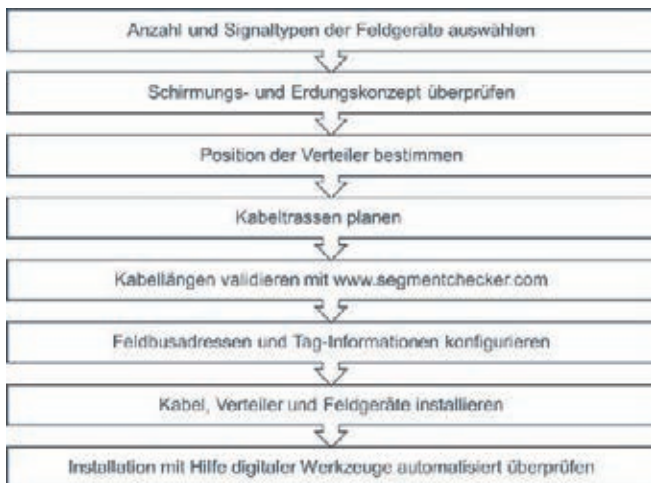 Anzahl und Signaltypen der Feldgeräte auswählen
Schirmungs- und Erdungskonzept überprüfen
Position der Verteiler bestimmen
Kabeltrassen planen
Kabellängen validieren mit www.segmentchecker.com
Feldbusadressen und Tag-Informationen konfigurieren
Kabel, Verteiler und Feldgeräte installieren
Installation mit Hilfe digitaler Werkzeuge automatisiert überprüfen